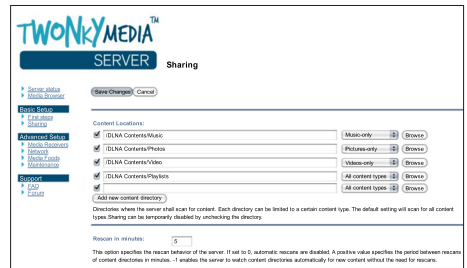 TWONKYMEDIA™
SERVER
Sharing
Server status
Media Browser
Save Changes Cancel
Basic Setup
First steps
Sharing
Content Locations:
Advanced Setup
Media Receivers
Network
Media Feeds
Maintenance
/DLNA Contents/Music Music-only Browse
/DLNA Contents/Photos Pictures-only Browse
/DLNA Contents/Video Videos-only Browse
/DLNA Contents/Playlists All content types Browse
All content types Browse
Support
FAQ
Forum
Add new content directory
Directories where the server shall scan for content. Each directory can be limited to a certain content type. The default setting will scan for all content
types.Sharing can be temporarily disabled by unchecking the directory.
Rescan in minutes: 5
This option specifies the rescan behavior of the server. If set to 0, automatic rescans are disabled. A positive value specifies the period between rescans
of content directories in minutes. -1 enables the server to watch content directories automatically for new content without the need for rescans.